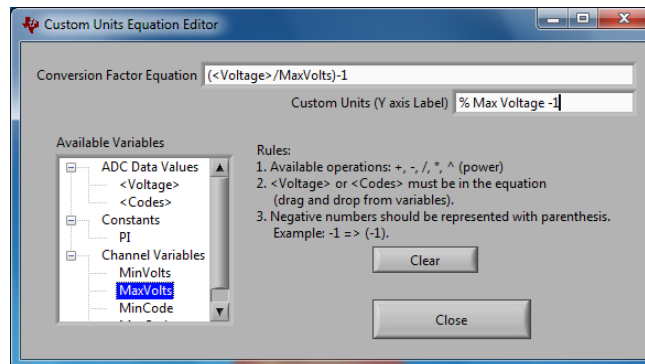 Custom Units Equation Editor
Conversion Factor Equation (<Voltage>/MaxVolts)-1
Custom Units (Y axis Label) % Max Voltage -1
Available Variables
ADC Data Values
<Voltage>
<Codes>
Constants
PI
Channel Variables
MinVolts
MaxVolts
MinCode
Rules:
1. Available operations: +, -, /, *, ^ (power)
2. <Voltage> or <Codes> must be in the equation
(drag and drop from variables).
3. Negative numbers should be represented with parenthesis.
Example: -1 => (-1).
Clear
Close